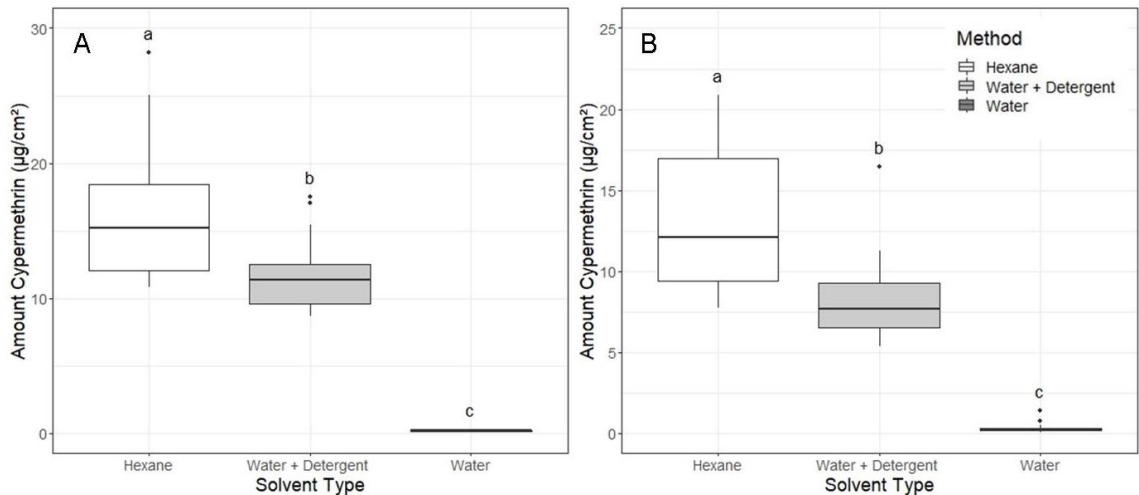 A
a
b
c
30
20
10
0
Amount Cypermethrin (µg/cm²)
Hexane
Water + Detergent
Water
Solvent Type
B
a
b
c
25
20
15
10
5
0
Amount Cypermethrin (µg/cm²)
Hexane
Water + Detergent
Water
Solvent Type
Method
Hexane
Water + Detergent
Water